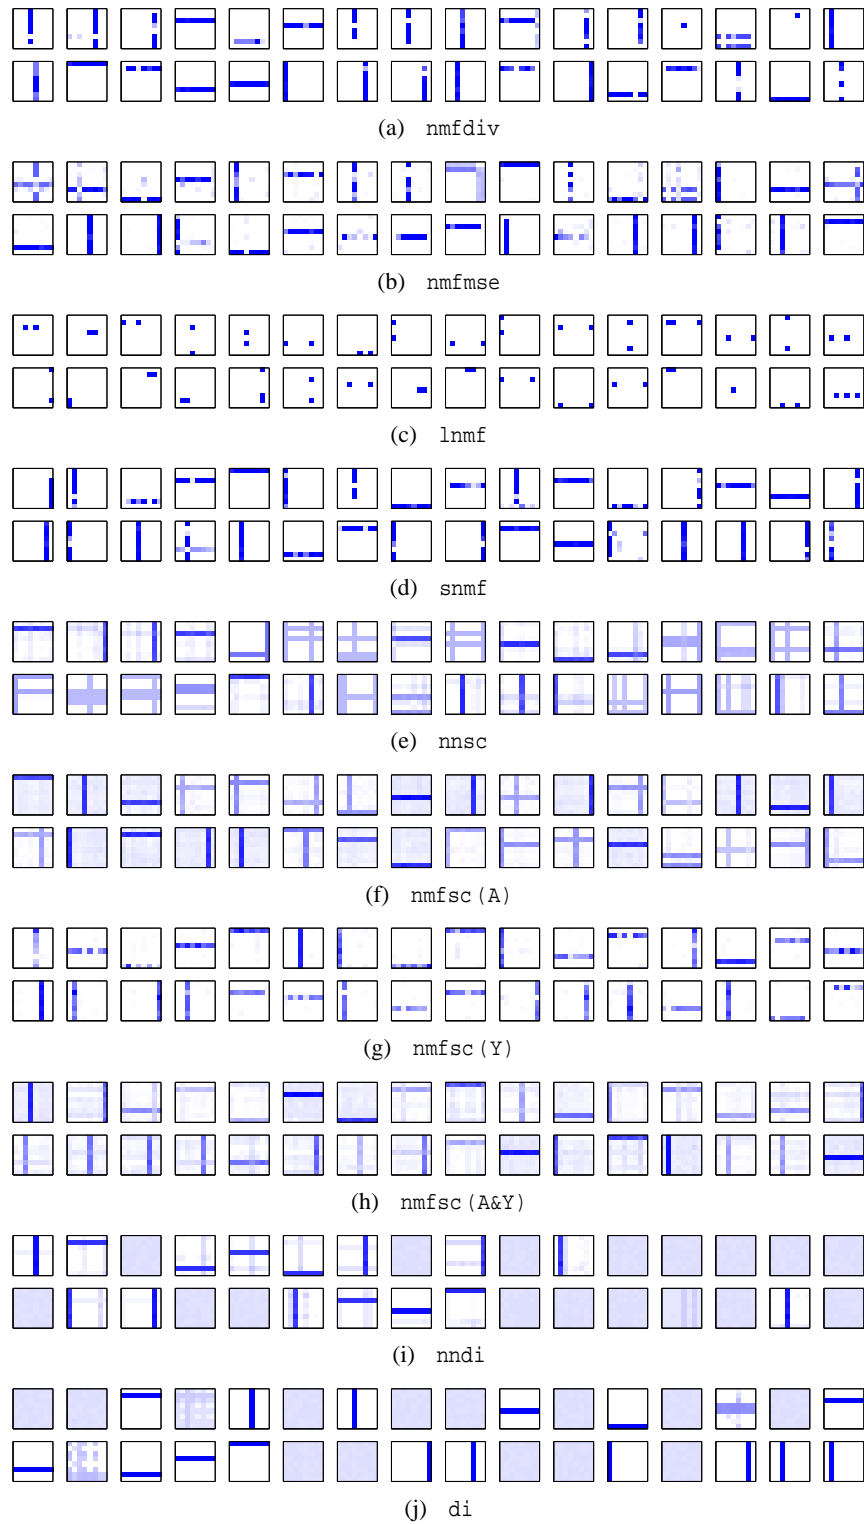 (a) nmfdiv
(b) nmfmse
(c) lnmf
(d) snmf
(e) nnsc
(f) nmfsc(A)
(g) nmfsc(Y)
(h) nmfsc(A&Y)
(i) nndi
(j) di